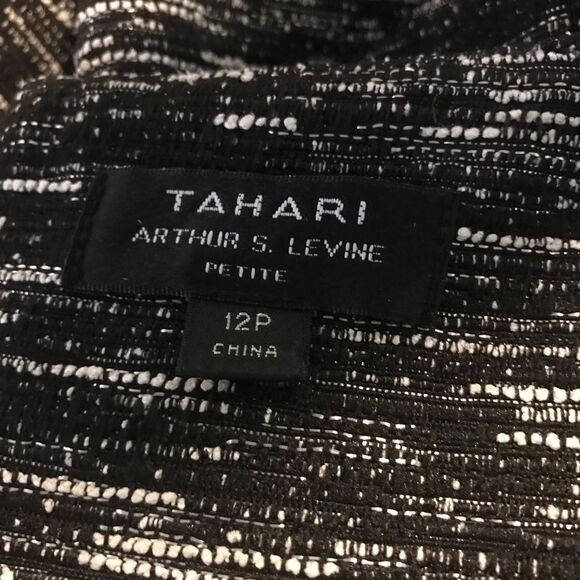 TAHARI
ARTHUR S. LEVINE
PETITE
12P
CHINA